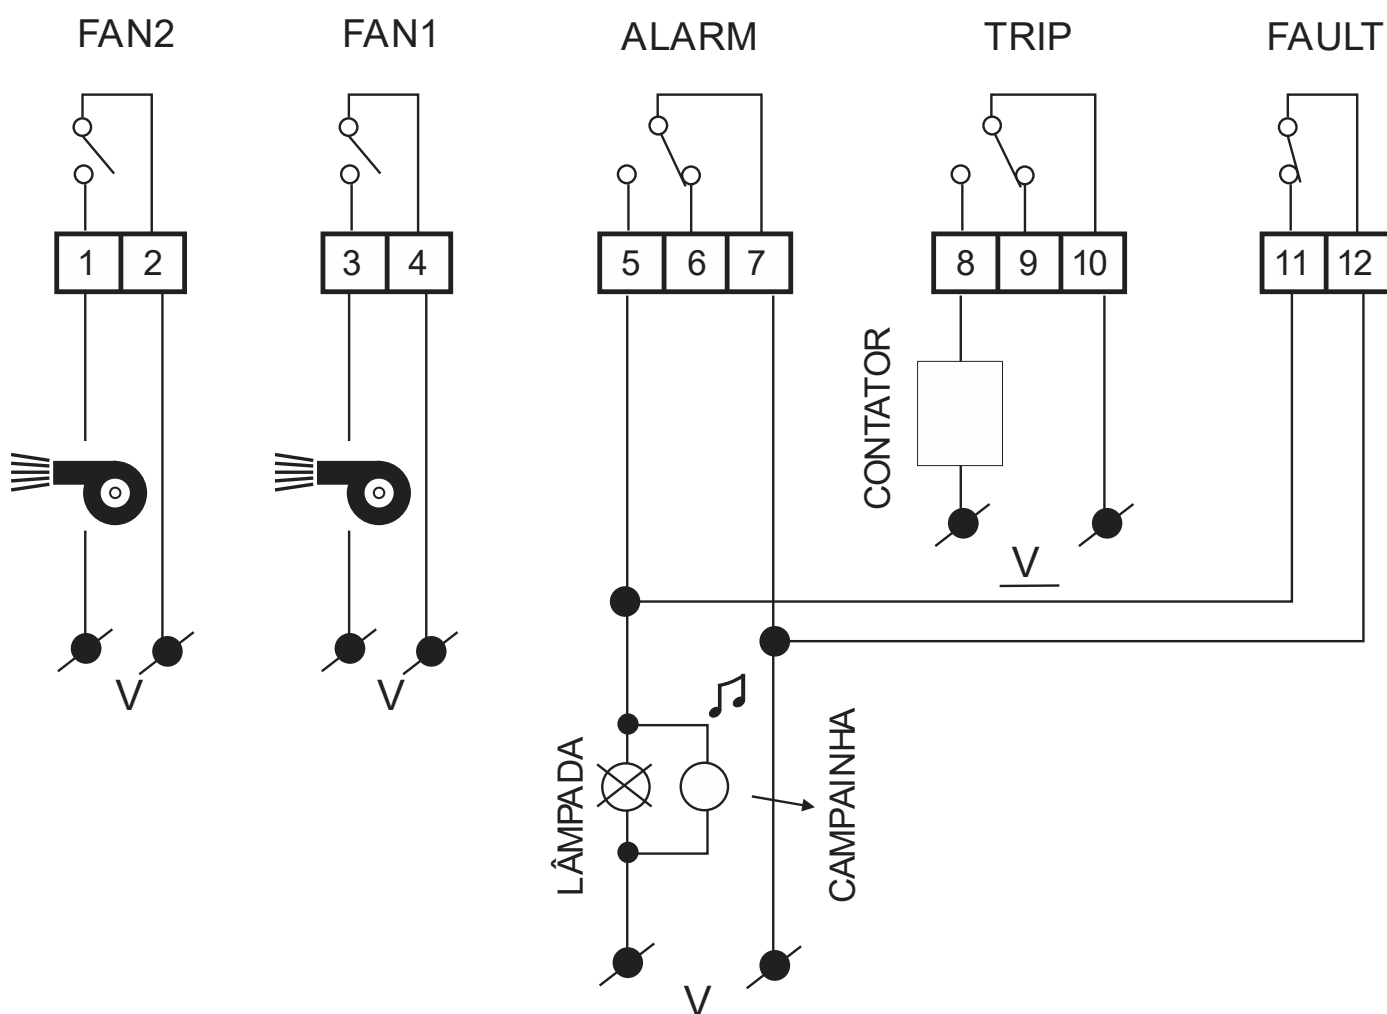 FAN2 FAN1 ALARM TRIP FAULT
1 2 3 4 5 6 7 8 9 10 11 12
CONTATOR
V
V V
LÂMPADA
CAMPAINHA
V